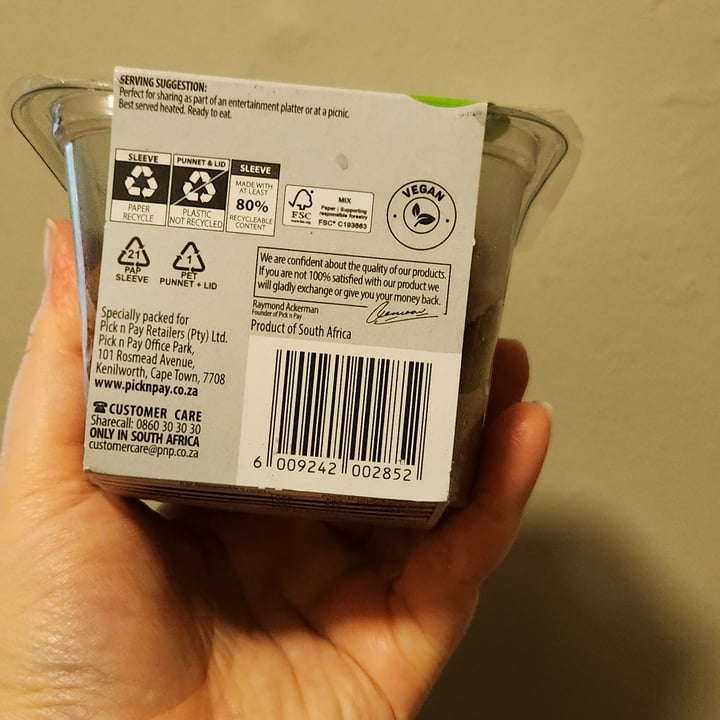 SERVING SUGGESTION:
Perfect for sharing as part of an entertainment platter or at a picnic.
Best served heated. Ready to eat.
SLEEVE
PAPER
RECYCLE
PUNNET & LID
PLASTIC
NOT RECYCLED
SLEEVE
MADE WITH
AT LEAST
80%
RECYCLEABLE
CONTENT
FSC
MIX
Paper | Supporting
responsible forestry
FSC® C193863
VEGAN
21
PAP
SLEEVE
1
PET
PUNNET + LID
We are confident about the quality of our products.
If you are not 100% satisfied with our product we
will gladly exchange or give you your money back.
Raymond Ackerman
Founder of Pick n Pay
Product of South Africa
Specially packed for
Pick n Pay Retailers (Pty) Ltd.
Pick n Pay Office Park,
101 Rosmead Avenue,
Kenilworth, Cape Town, 7708
www.picknpay.co.za
CUSTOMER CARE
Sharecall: 0860 30 30 30
ONLY IN SOUTH AFRICA
customercare@pnp.co.za
6 009242 002852